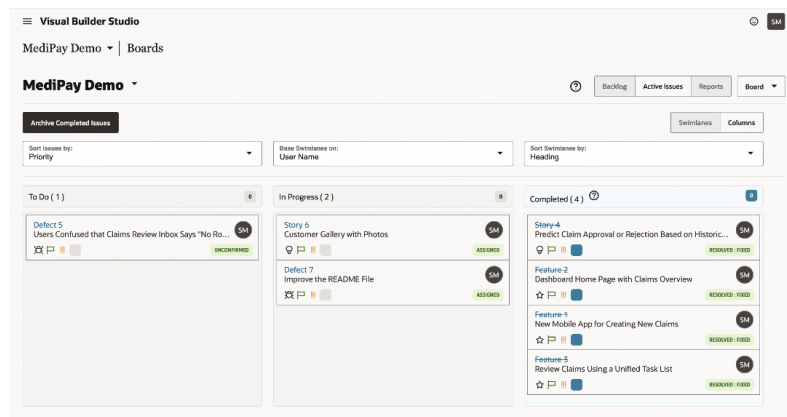 Visual Builder Studio
SM
MediPay Demo
Boards
MediPay Demo
Backlog
Active Issues
Reports
Board
Archive Completed Issues
Swimlanes
Columns
Sort Issues by:
Priority
Base Swimlanes on:
User Name
Sort Swimlanes by:
Heading
To Do ( 1 )
0
Defect 5
Users Confused that Claims Review Inbox Says "No Ro...
SM
UNCONFIRMED
In Progress ( 2 )
0
Story 6
Customer Gallery with Photos
SM
ASSIGNED
Defect 7
Improve the README File
SM
ASSIGNED
Completed ( 4 )
0
Story 4
Predict Claim Approval or Rejection Based on Historic...
SM
RESOLVED : FIXED
Feature 2
Dashboard Home Page with Claims Overview
SM
RESOLVED : FIXED
Feature 1
New Mobile App for Creating New Claims
SM
RESOLVED : FIXED
Feature 3
Review Claims Using a Unified Task List
SM
RESOLVED : FIXED